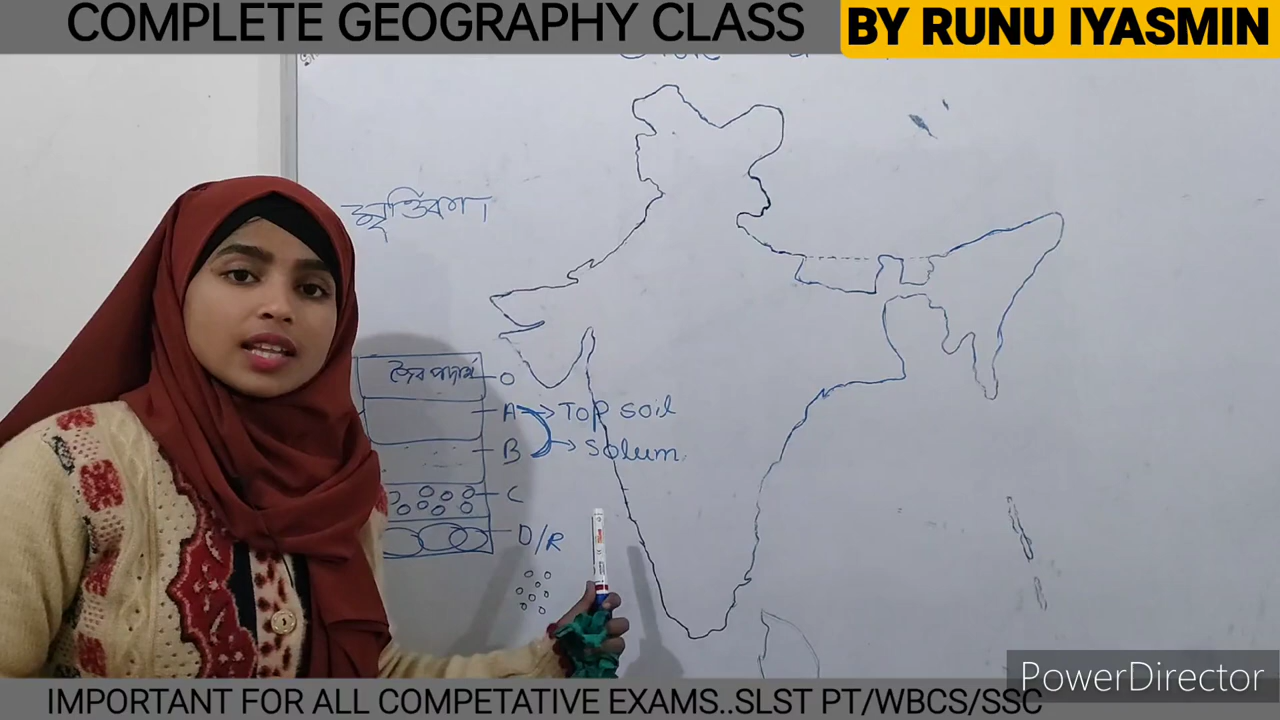 COMPLETE GEOGRAPHY CLASS
BY RUNU IYASMIN
জৈব পদার্থ
O
A → Top soil
B → Solum
C
D/R
PowerDirector
IMPORTANT FOR ALL COMPETATIVE EXAMS..SLST PT/WBCS/SSC